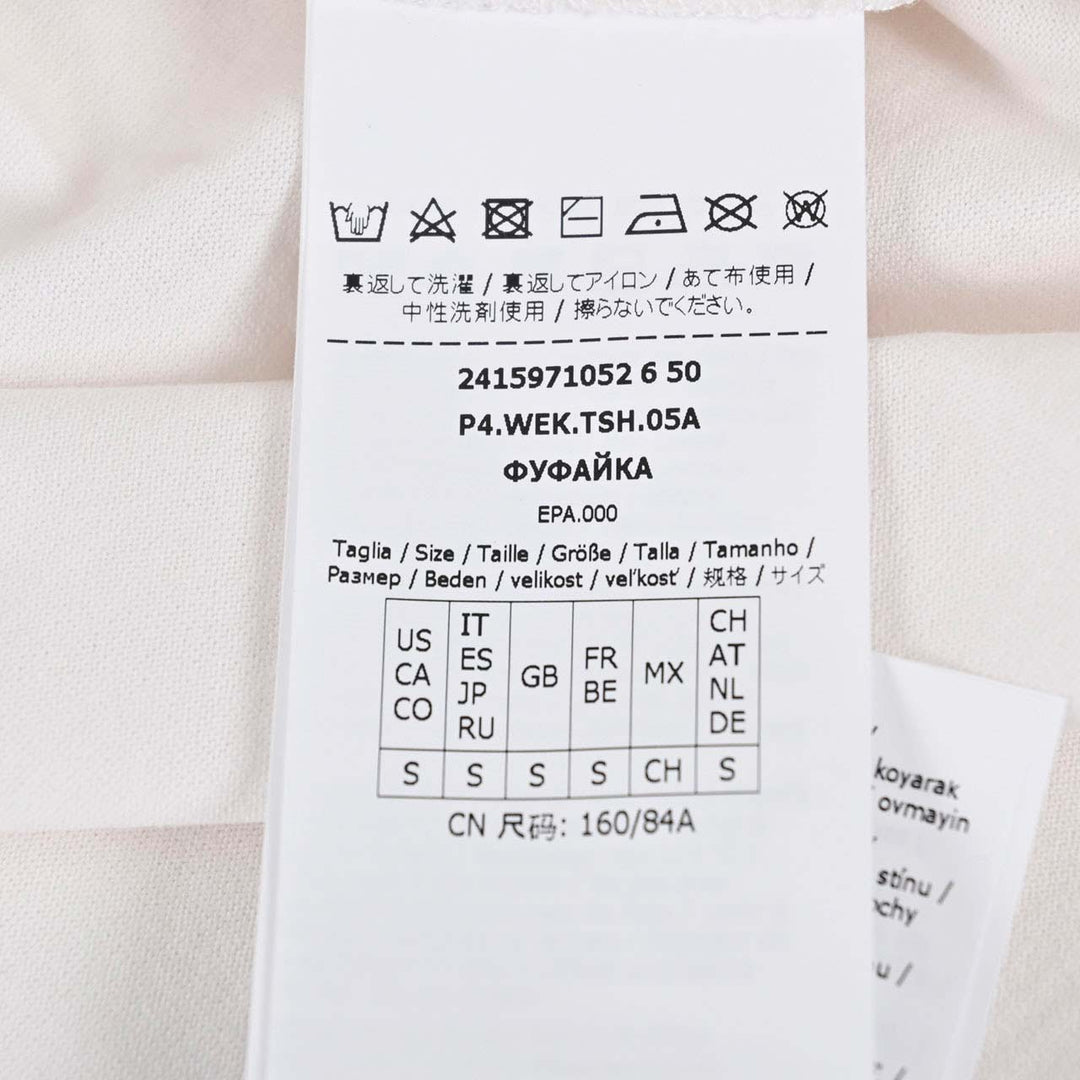 裏返して洗濯 / 裏返してアイロン / あて布使用 /
中性洗剤使用 / 擦らないでください。
2415971052 6 50
P4.WEK.TSH.05A
ФУФАЙКА
EPA.000
Taglia / Size / Taille / Größe / Talla / Tamanho /
Размер / Beden / velikost / veľkosť / 规格 / サイズ
US CA CO
IT ES JP RU
GB
FR BE
MX
CH AT NL DE
S S S S CH S
CN 尺码: 160/84A
koyarak
ovmayin
stínu /